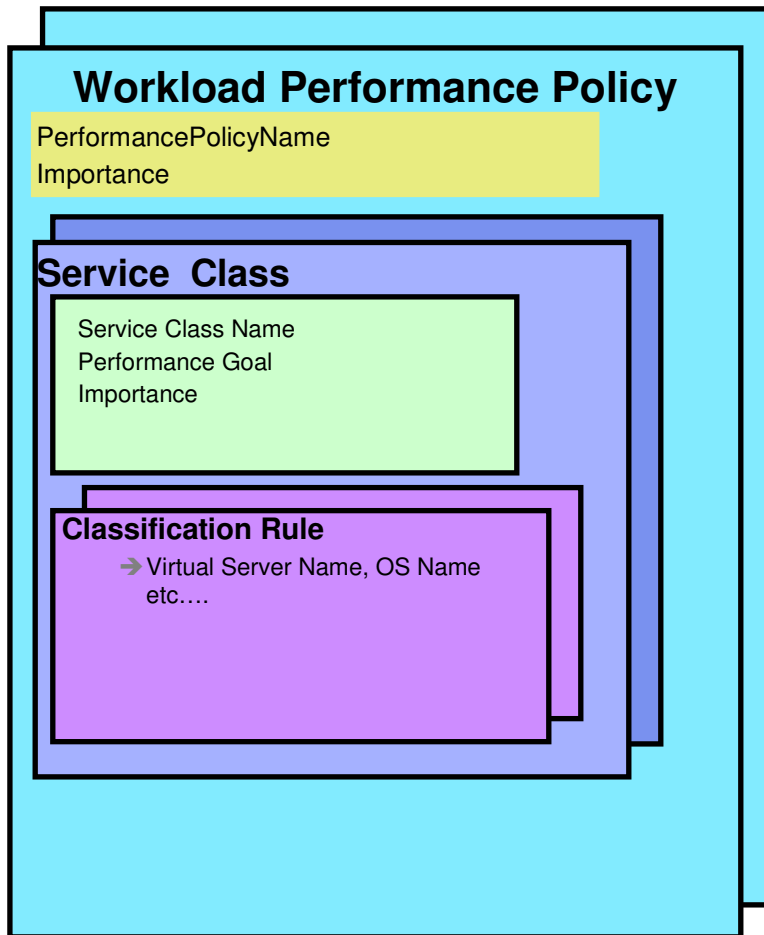 Workload Performance Policy
PerformancePolicyName
Importance
Service Class
Service Class Name
Performance Goal
Importance
Classification Rule
➔ Virtual Server Name, OS Name
etc….